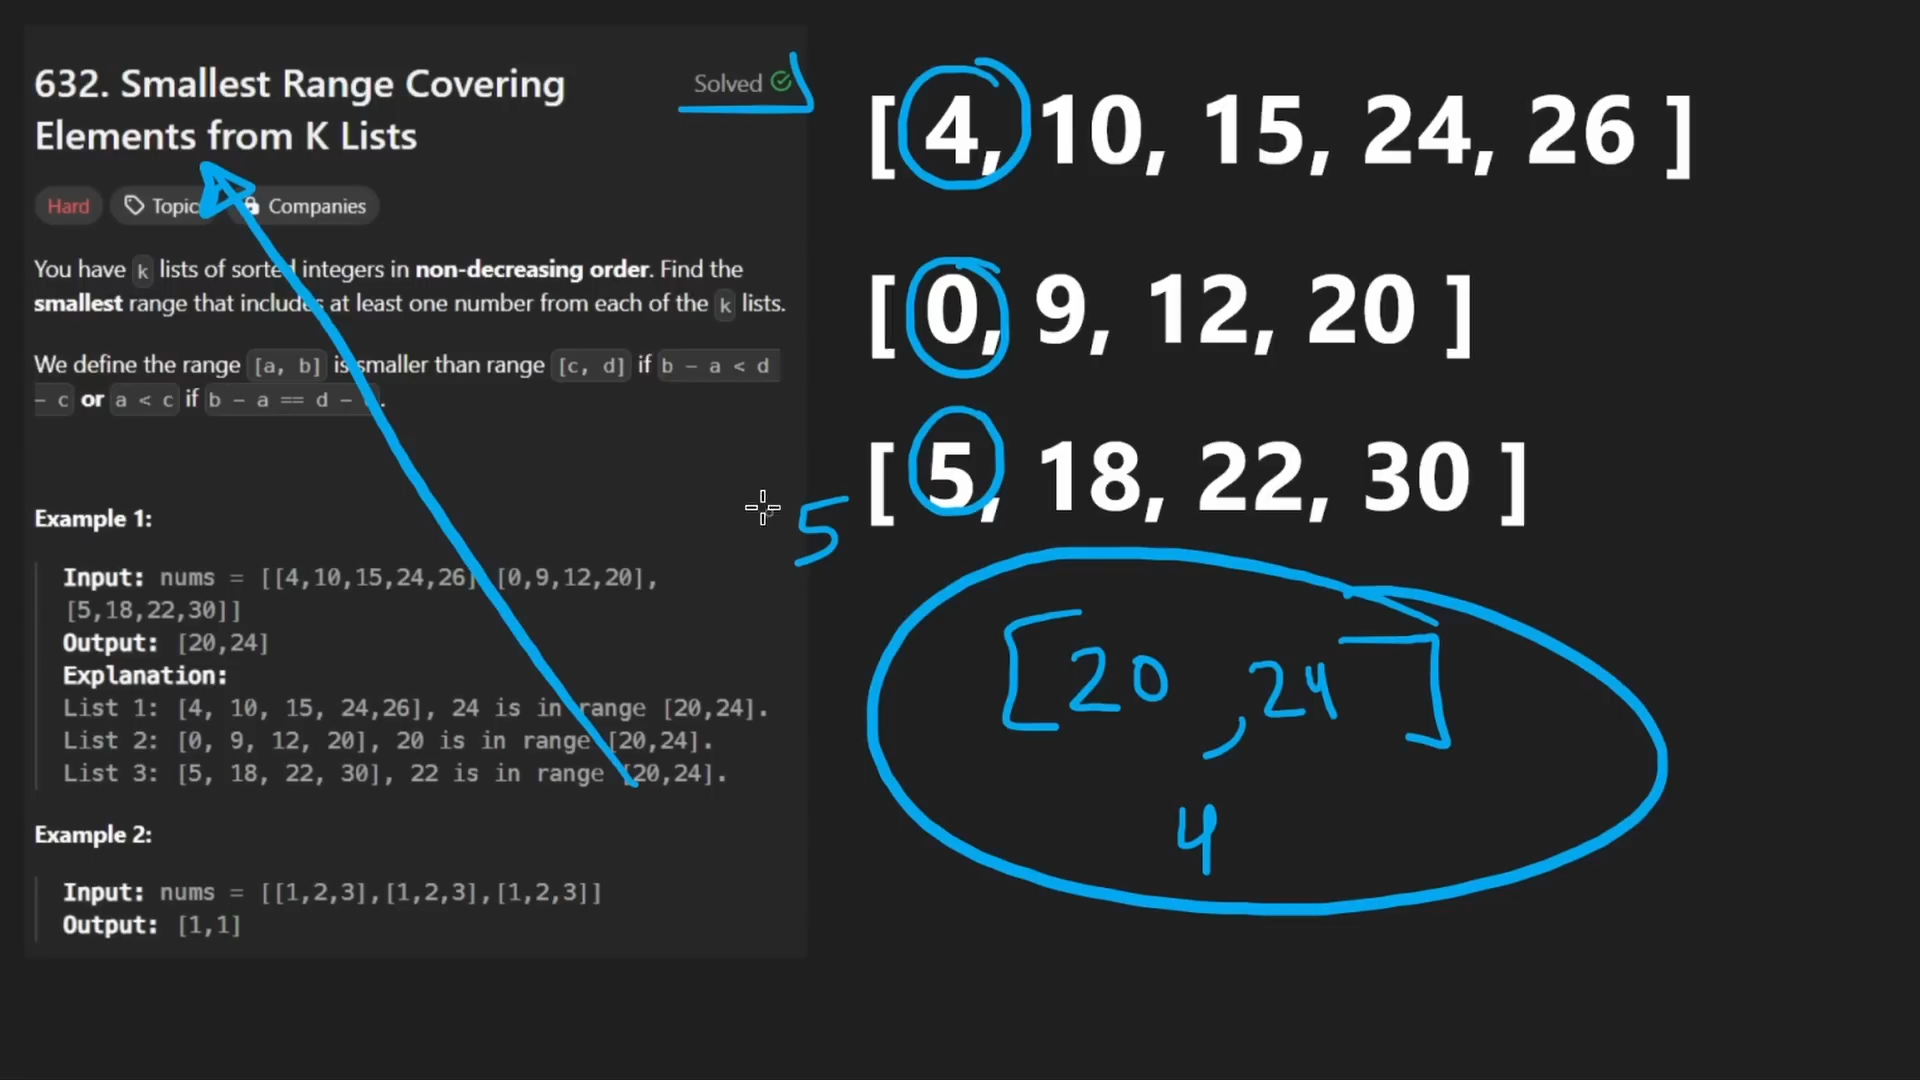 632. Smallest Range Covering
Elements from K Lists
Solved
Hard
Topic
Companies
You have k lists of sorted integers in non-decreasing order. Find the
smallest range that includes at least one number from each of the k lists.
We define the range [a, b] is smaller than range [c, d] if b - a < d
- c or a < c if b - a == d - .
Example 1:
Input: nums = [[4,10,15,24,26] [0,9,12,20],
[5,18,22,30]]
Output: [20,24]
Explanation:
List 1: [4, 10, 15, 24,26], 24 is in range [20,24].
List 2: [0, 9, 12, 20], 20 is in range [20,24].
List 3: [5, 18, 22, 30], 22 is in range [20,24].
Example 2:
Input: nums = [[1,2,3],[1,2,3],[1,2,3]]
Output: [1,1]
[ 4, 10, 15, 24, 26 ]
[ 0, 9, 12, 20 ]
[ 5, 18, 22, 30 ]
5
[20, 24]
4